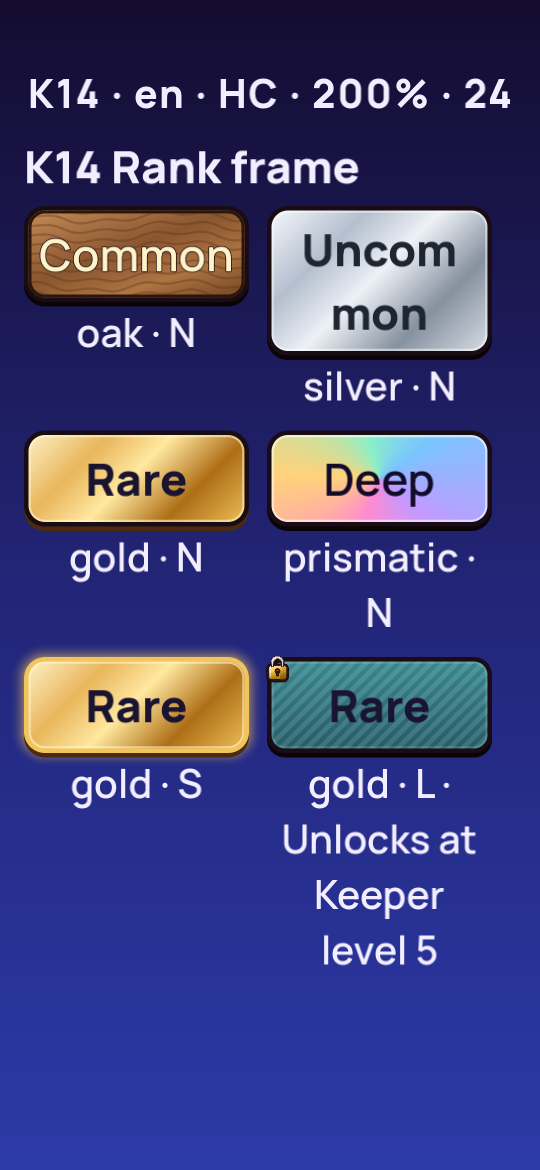 K14 · en · HC · 200% · 24
K14 Rank frame
Common
Uncom
mon
oak · N
silver · N
Rare
Deep
gold · N
prismatic ·
N
Rare
Rare
gold · S
gold · L ·
Unlocks at
Keeper
level 5